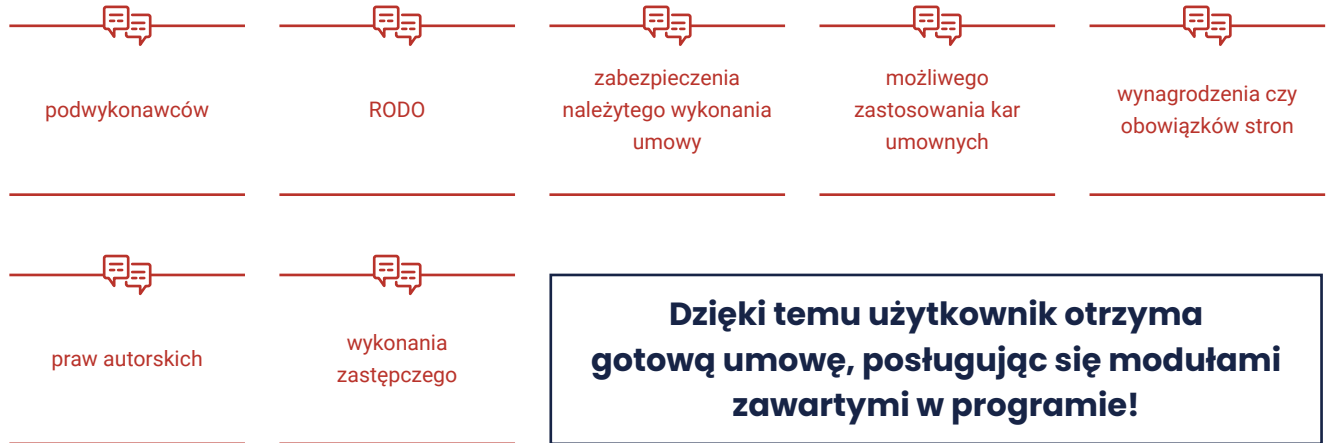 podwykonawców
RODO
zabezpieczenia
należytego wykonania
umowy
możliwego
zastosowania kar
umownych
wynagrodzenia czy
obowiązków stron
praw autorskich
wykonania
zastępczego
Dzięki temu użytkownik otrzyma
gotową umowę, posługując się modułami
zawartymi w programie!